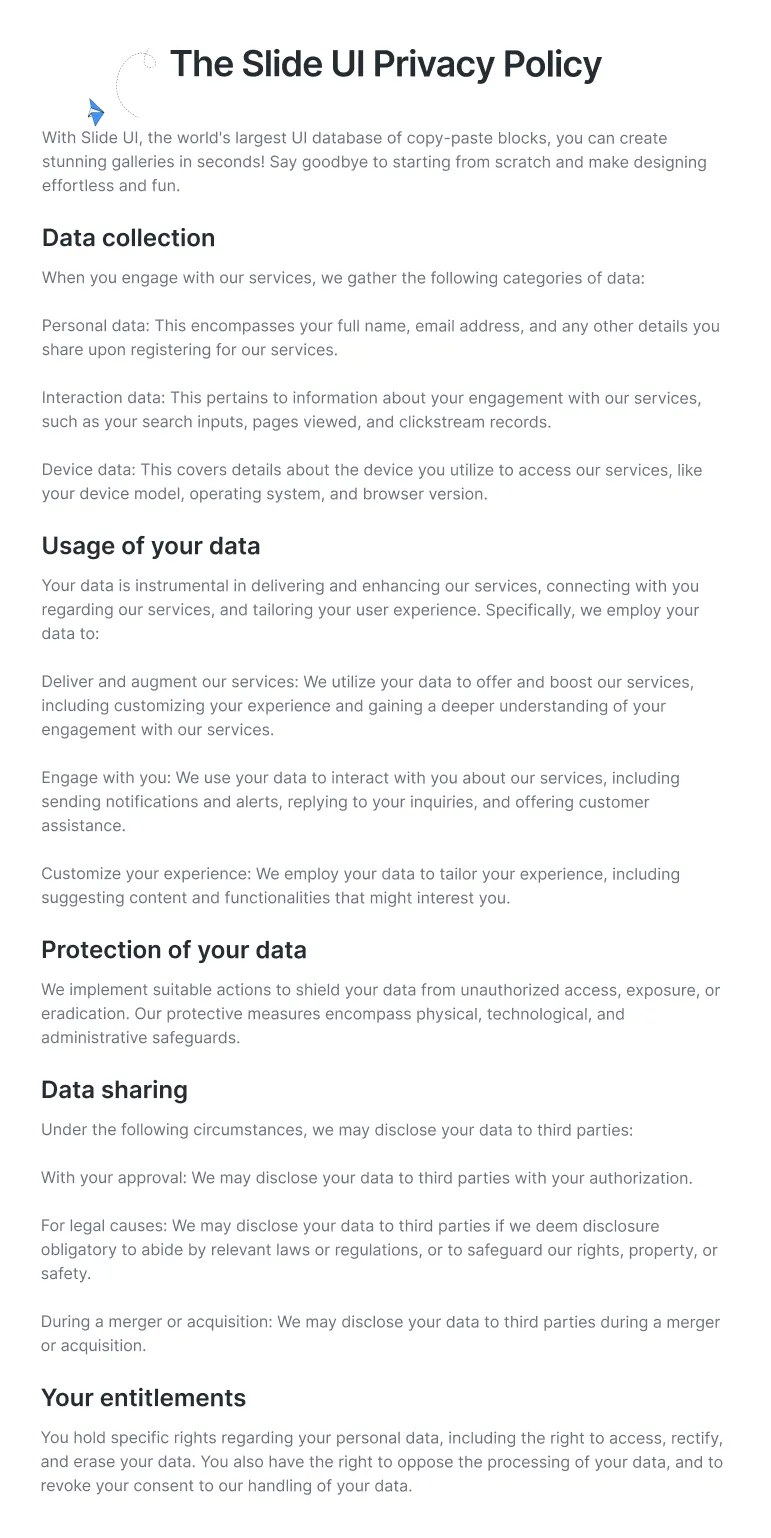 The Slide UI Privacy Policy
With Slide UI, the world's largest UI database of copy-paste blocks, you can create
stunning galleries in seconds! Say goodbye to starting from scratch and make designing
effortless and fun.
Data collection
When you engage with our services, we gather the following categories of data:
Personal data: This encompasses your full name, email address, and any other details you
share upon registering for our services.
Interaction data: This pertains to information about your engagement with our services,
such as your search inputs, pages viewed, and clickstream records.
Device data: This covers details about the device you utilize to access our services, like
your device model, operating system, and browser version.
Usage of your data
Your data is instrumental in delivering and enhancing our services, connecting with you
regarding our services, and tailoring your user experience. Specifically, we employ your
data to:
Deliver and augment our services: We utilize your data to offer and boost our services,
including customizing your experience and gaining a deeper understanding of your
engagement with our services.
Engage with you: We use your data to interact with you about our services, including
sending notifications and alerts, replying to your inquiries, and offering customer
assistance.
Customize your experience: We employ your data to tailor your experience, including
suggesting content and functionalities that might interest you.
Protection of your data
We implement suitable actions to shield your data from unauthorized access, exposure, or
eradication. Our protective measures encompass physical, technological, and
administrative safeguards.
Data sharing
Under the following circumstances, we may disclose your data to third parties:
With your approval: We may disclose your data to third parties with your authorization.
For legal causes: We may disclose your data to third parties if we deem disclosure
obligatory to abide by relevant laws or regulations, or to safeguard our rights, property, or
safety.
During a merger or acquisition: We may disclose your data to third parties during a merger
or acquisition.
Your entitlements
You hold specific rights regarding your personal data, including the right to access, rectify,
and erase your data. You also have the right to oppose the processing of your data, and to
revoke your consent to our handling of your data.